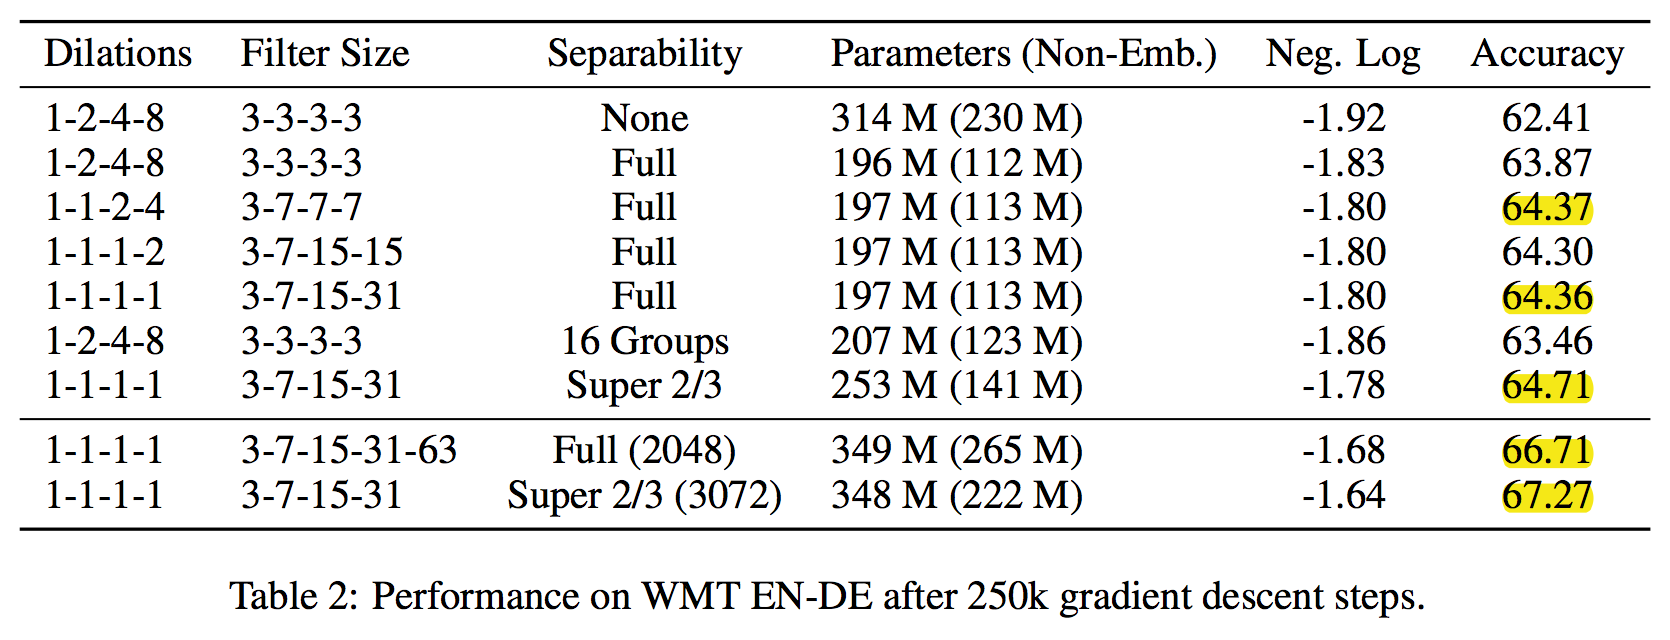 Dilations Filter Size Separability Parameters (Non-Emb.) Neg. Log Accuracy
1-2-4-8 3-3-3-3 None 314 M (230 M) -1.92 62.41
1-2-4-8 3-3-3-3 Full 196 M (112 M) -1.83 63.87
1-1-2-4 3-7-7-7 Full 197 M (113 M) -1.80 64.37
1-1-1-2 3-7-15-15 Full 197 M (113 M) -1.80 64.30
1-1-1-1 3-7-15-31 Full 197 M (113 M) -1.80 64.36
1-2-4-8 3-3-3-3 16 Groups 207 M (123 M) -1.86 63.46
1-1-1-1 3-7-15-31 Super 2/3 253 M (141 M) -1.78 64.71
1-1-1-1 3-7-15-31-63 Full (2048) 349 M (265 M) -1.68 66.71
1-1-1-1 3-7-15-31 Super 2/3 (3072) 348 M (222 M) -1.64 67.27
Table 2: Performance on WMT EN-DE after 250k gradient descent steps.